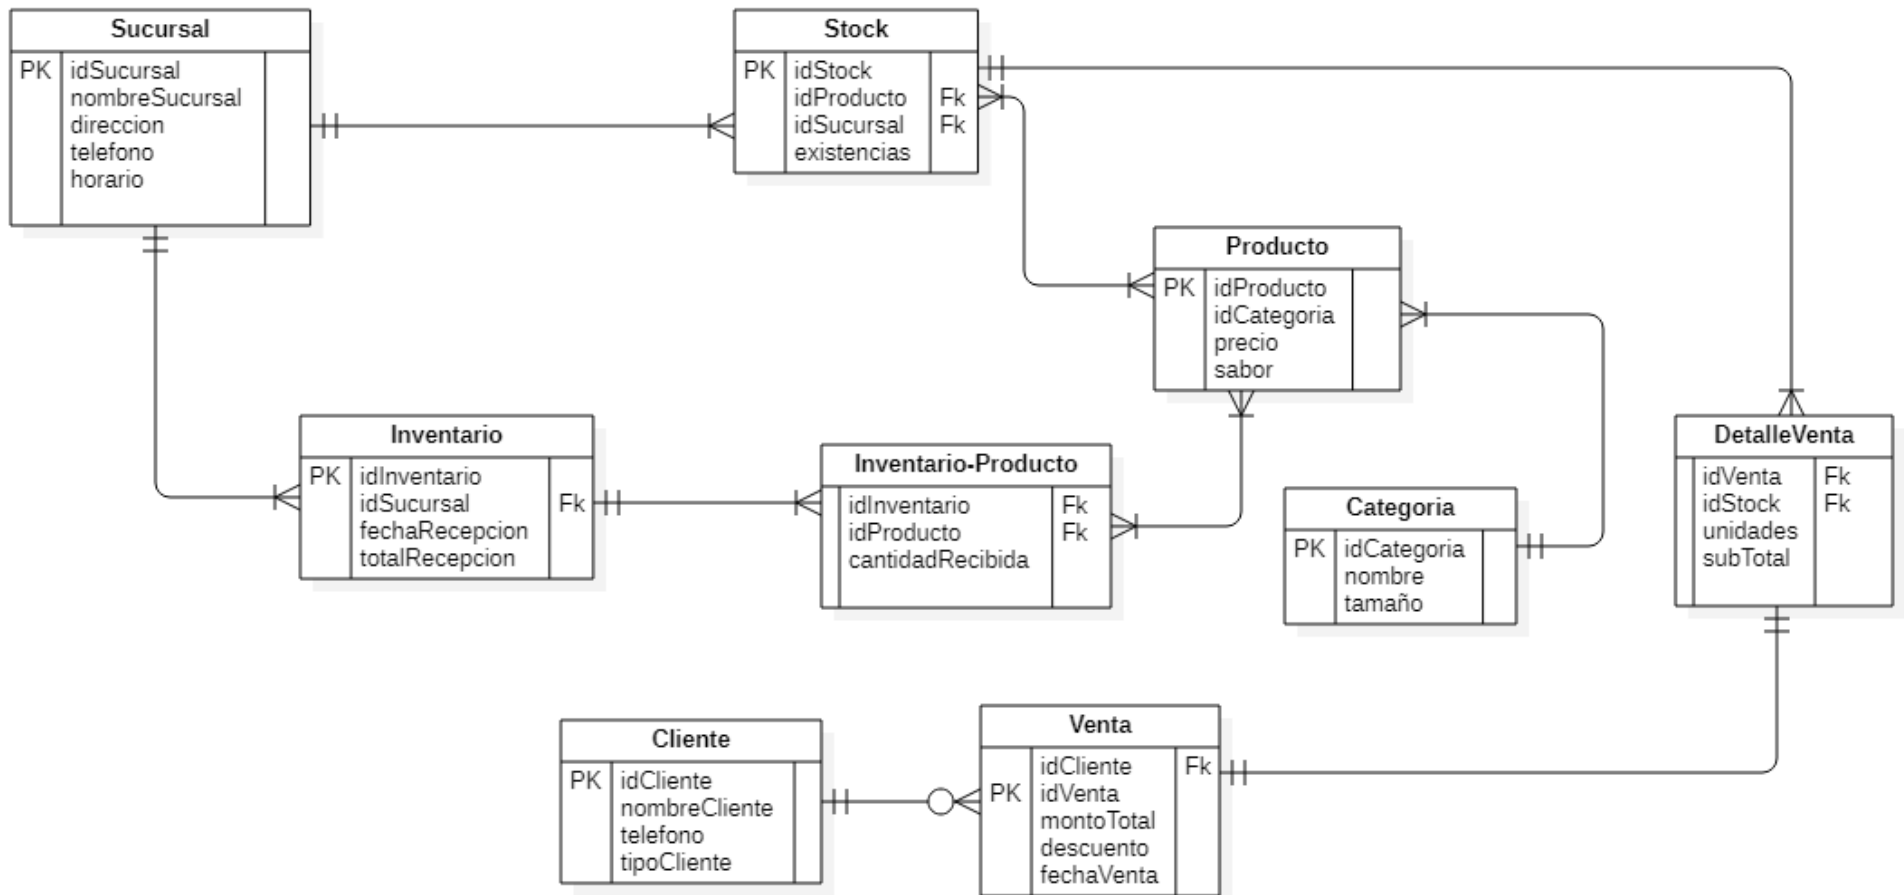 Sucursal
PK idSucursal
nombreSucursal
direccion
telefono
horario
Stock
PK idStock
idProducto Fk
idSucursal Fk
existencias
Producto
PK idProducto
idCategoria
precio
sabor
Inventario
PK idInventario
idSucursal Fk
fechaRecepcion
totalRecepcion
Inventario-Producto
idInventario Fk
idProducto Fk
cantidadRecibida
Categoria
PK idCategoria
nombre
tamaño
DetalleVenta
idVenta Fk
idStock Fk
unidades
subTotal
Cliente
PK idCliente
nombreCliente
telefono
tipoCliente
Venta
idCliente Fk
PK idVenta
montoTotal
descuento
fechaVenta